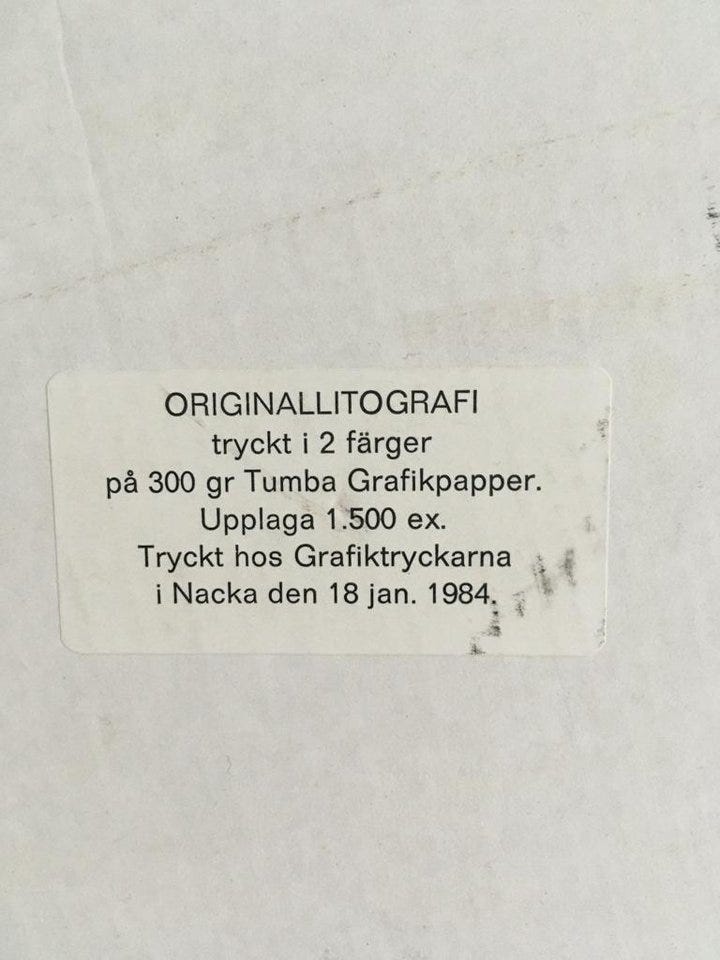 ORIGINALLITOGRAFI
tryckt i 2 färger
på 300 gr Tumba Grafikpapper.
Upplaga 1.500 ex.
Tryckt hos Grafiktryckarna
i Nacka den 18 jan. 1984.